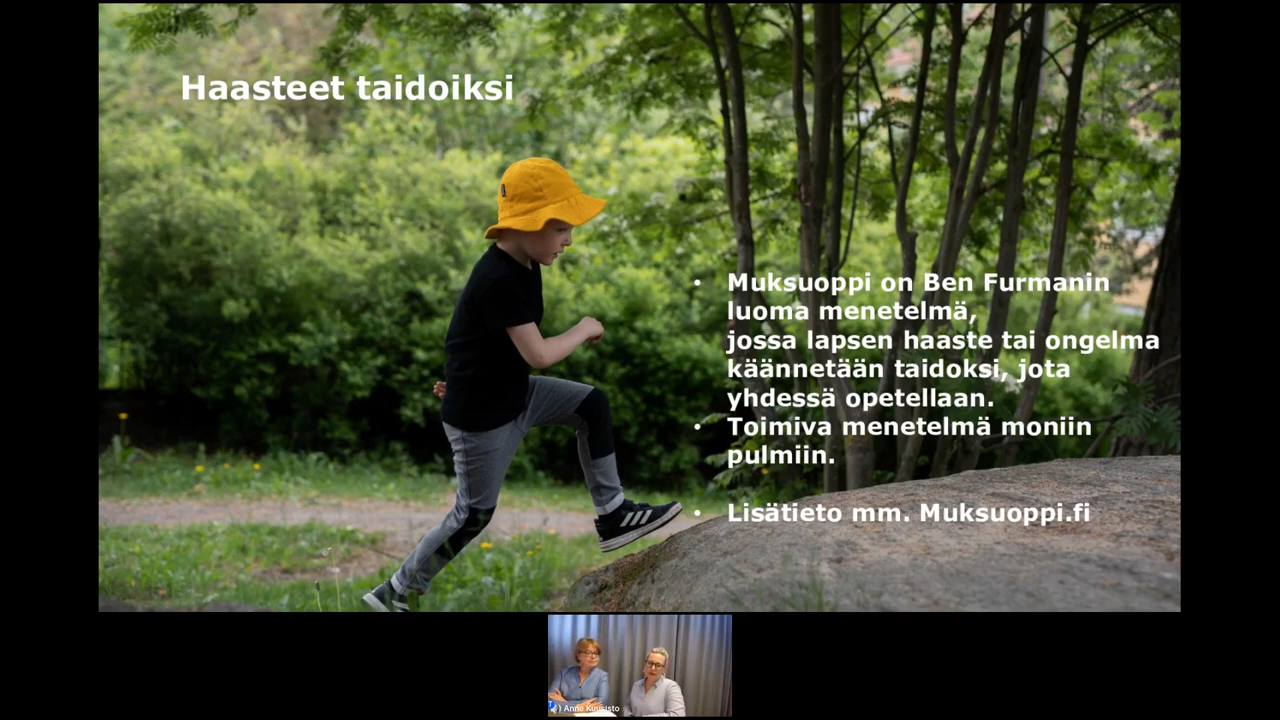 Haasteet taidoiksi
• Muksuoppi on Ben Furmanin
luoma menetelmä,
jossa lapsen haaste tai ongelma
käännetään taidoksi, jota
yhdessä opetellaan.
• Toimiva menetelmä moniin
pulmiin.
• Lisätieto mm. Muksuoppi.fi
Anne Kuusisto